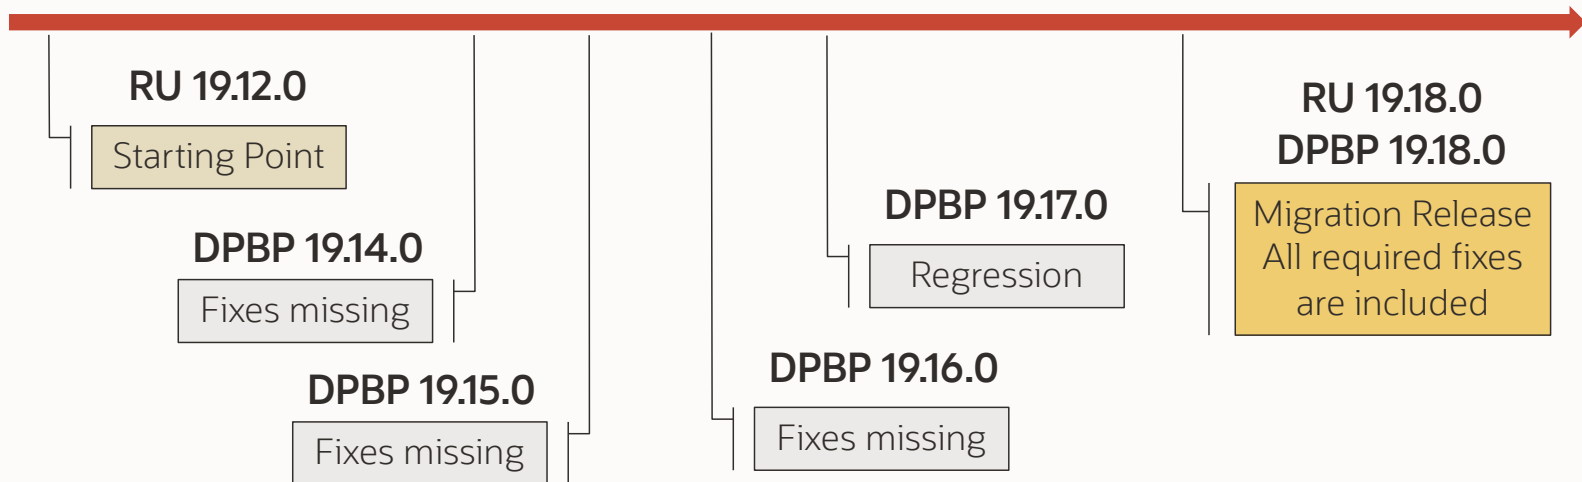 RU 19.12.0
Starting Point
DPBP 19.14.0
Fixes missing
DPBP 19.15.0
Fixes missing
DPBP 19.16.0
Fixes missing
DPBP 19.17.0
Regression
RU 19.18.0
DPBP 19.18.0
Migration Release
All required fixes
are included